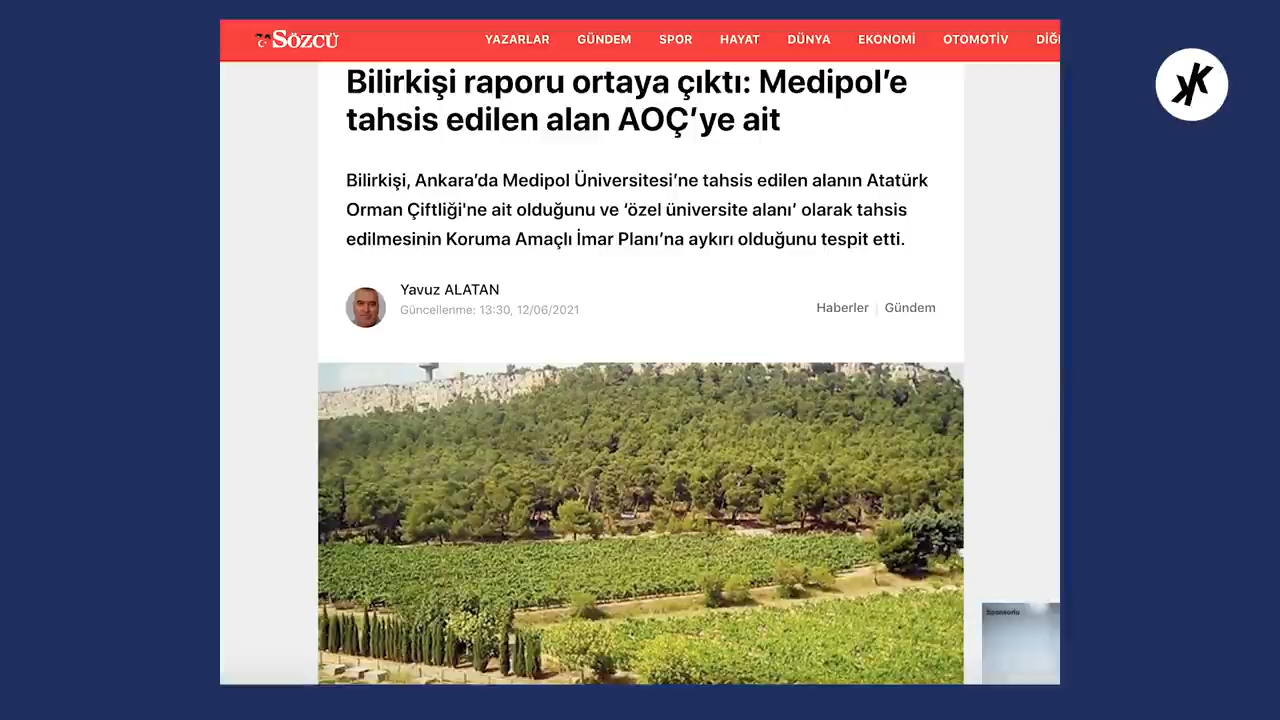 SÖZCÜ
YAZARLAR GÜNDEM SPOR HAYAT DÜNYA EKONOMİ OTOMOTİV DİĞ
Bilirkişi raporu ortaya çıktı: Medipol’e
tahsis edilen alan AOÇ’ye ait
Bilirkişi, Ankara’da Medipol Üniversitesi’ne tahsis edilen alanın Atatürk
Orman Çiftliği'ne ait olduğunu ve ‘özel üniversite alanı’ olarak tahsis
edilmesinin Koruma Amaçlı İmar Planı’na aykırı olduğunu tespit etti.
Yavuz ALATAN
Güncellenme: 13:30, 12/06/2021
Haberler | Gündem
Sponsorlu